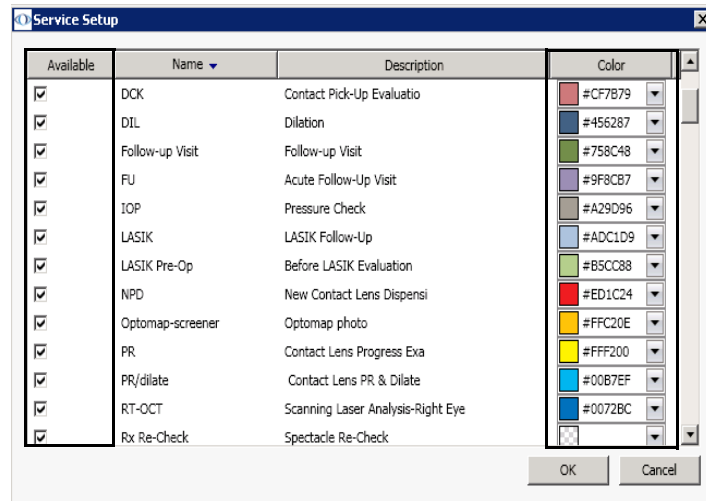 Service Setup
Available Name Description Color
DCK Contact Pick-Up Evaluatio #CF7B79
DIL Dilation #456287
Follow-up Visit Follow-up Visit #758C48
FU Acute Follow-Up Visit #9F8CB7
IOP Pressure Check #A29D96
LASIK LASIK Follow-Up #ADC1D9
LASIK Pre-Op Before LASIK Evaluation #B5CC88
NPD New Contact Lens Dispensi #ED1C24
Optomap-screener Optomap photo #FFC20E
PR Contact Lens Progress Exa #FFF200
PR/dilate Contact Lens PR & Dilate #00B7EF
RT-OCT Scanning Laser Analysis-Right Eye #0072BC
Rx Re-Check Spectacle Re-Check
OK Cancel